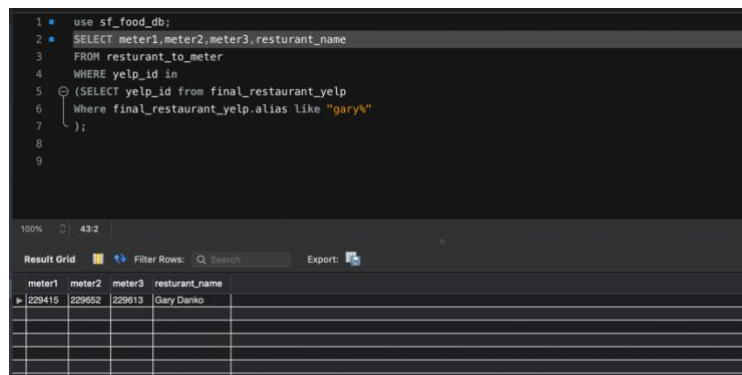 1 use sf_food_db;
2 SELECT meter1,meter2,meter3,resturant_name
3 FROM resturant_to_meter
4 WHERE yelp_id in
5 (SELECT yelp_id from final_restaurant_yelp
6 Where final_restaurant_yelp.alias like "gary%"
7 );
8
9
100% 43:2
Result Grid Filter Rows: Search Export:
meter1 meter2 meter3 resturant_name
229415 229652 229613 Gary Danko